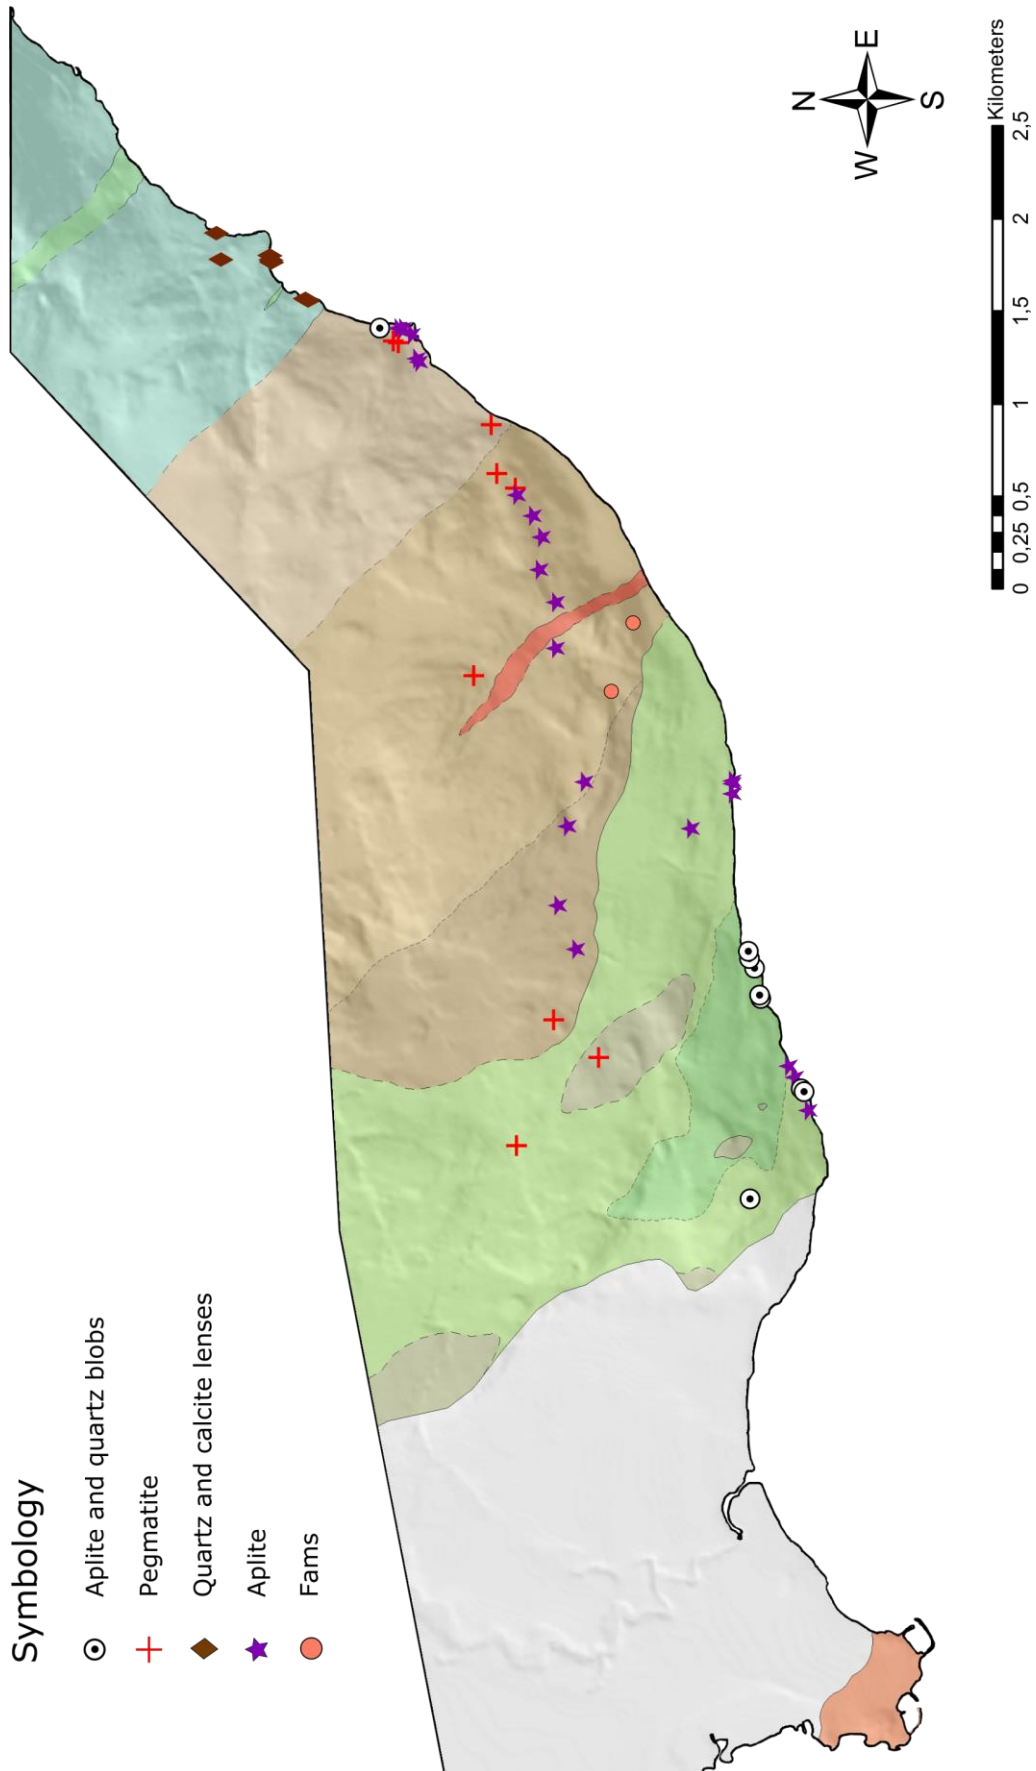 Symbology
Aplite and quartz blobs
Pegmatite
Quartz and calcite lenses
Aplite
Fams
N
W
E
S
0 0,25 0,5 1 1,5 2 2,5
Kilometers